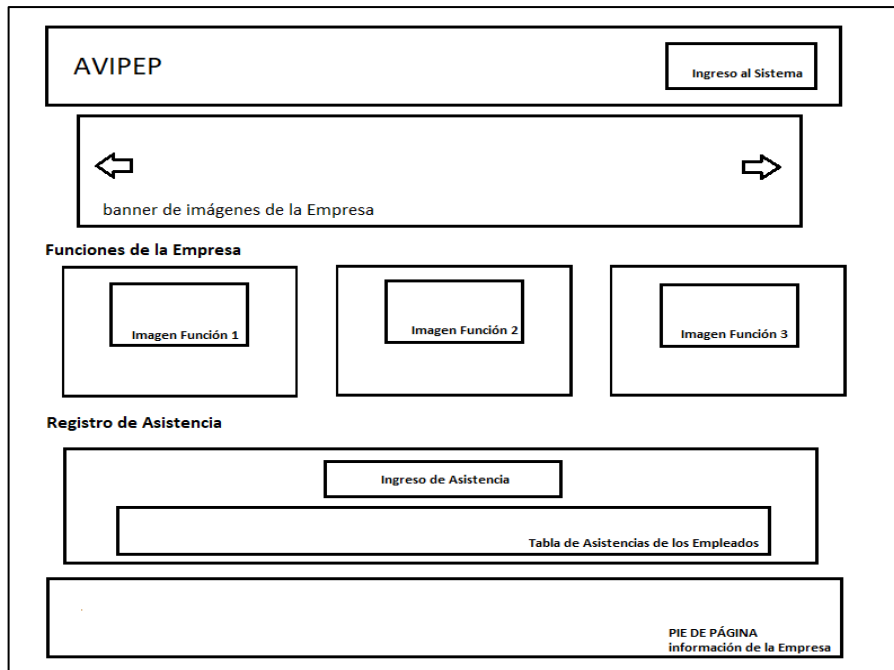 AVIPEP
Ingreso al Sistema
banner de imágenes de la Empresa
Funciones de la Empresa
Imagen Función 1
Imagen Función 2
Imagen Función 3
Registro de Asistencia
Ingreso de Asistencia
Tabla de Asistencias de los Empleados
PIE DE PÁGINA
información de la Empresa